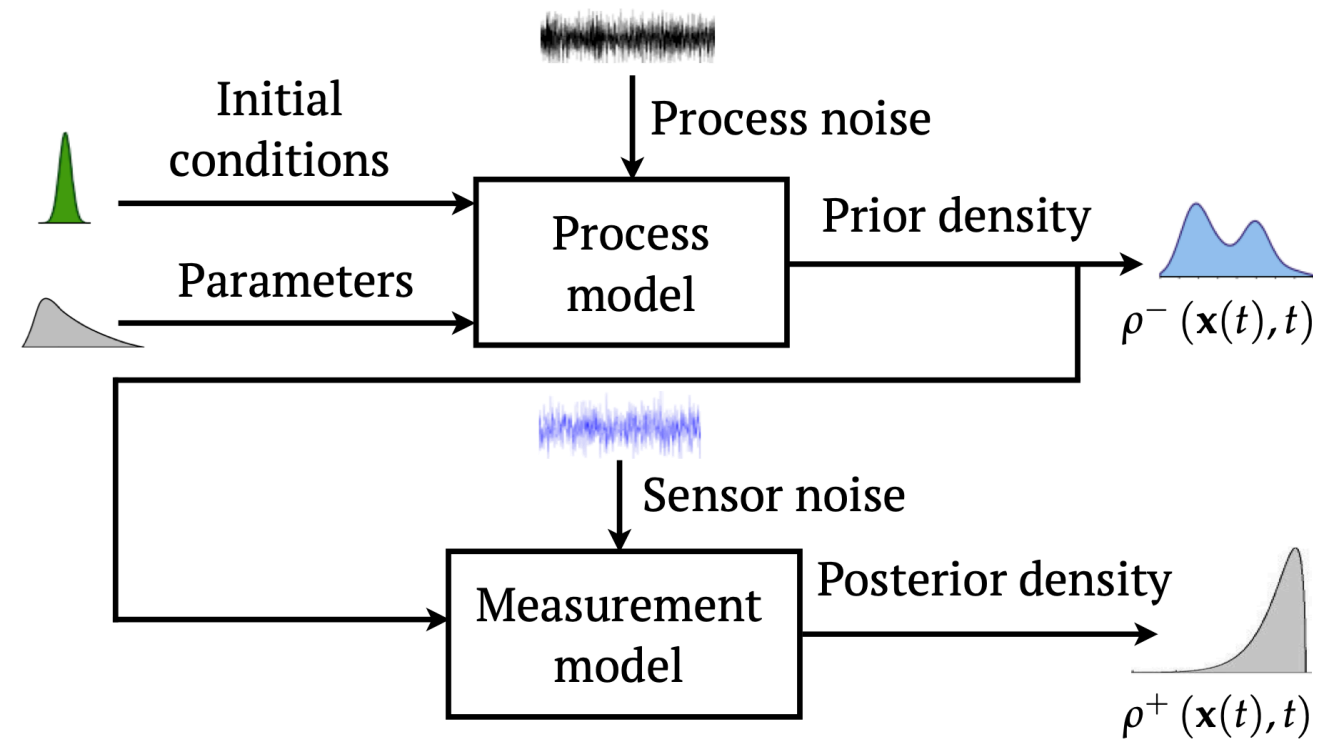 Initial
conditions
Process noise
Parameters
Process
model
Prior density
ρ⁻ (x(t), t)
Sensor noise
Measurement
model
Posterior density
ρ⁺ (x(t), t)